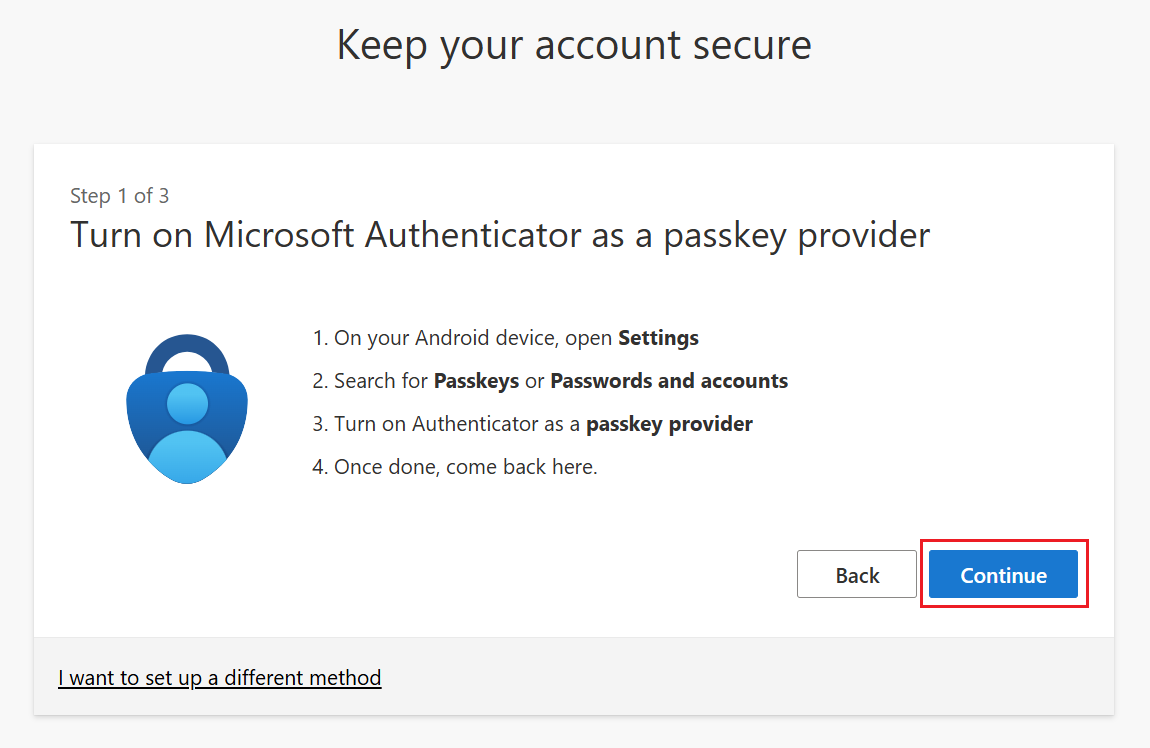 Keep your account secure
Step 1 of 3
Turn on Microsoft Authenticator as a passkey provider
1. On your Android device, open Settings
2. Search for Passkeys or Passwords and accounts
3. Turn on Authenticator as a passkey provider
4. Once done, come back here.
Back
Continue
I want to set up a different method